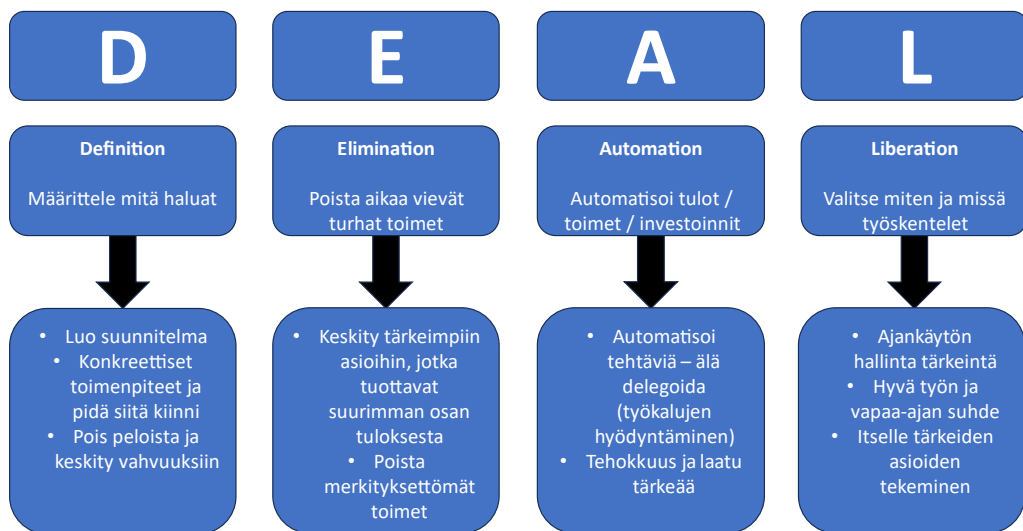 D
E
A
L
Definition
Määrittele mitä haluat
Elimination
Poista aikaa vievät
turhat toimet
Automation
Automatisoi tulot /
toimet / investoinnit
Liberation
Valitse miten ja missä
työskentelet
• Luo suunnitelma
• Konkreettiset
toimenpiteet ja
pidä siitä kiinni
• Pois peloista ja
keskity vahvuuksiin
• Keskity tärkeimpiin
asioihin, jotka
tuottavat
suurimman osan
tuloksesta
• Poista
merkityksettömät
toimet
• Automatisoi
tehtäviä – älä
delegoida
(työkalujen
hyödyntäminen)
• Tehokkuus ja laatu
tärkeää
• Ajankäytön
hallinta tärkeintä
• Hyvä työn ja
vapaa-ajan suhde
• Itselle tärkeiden
asioiden
tekeminen